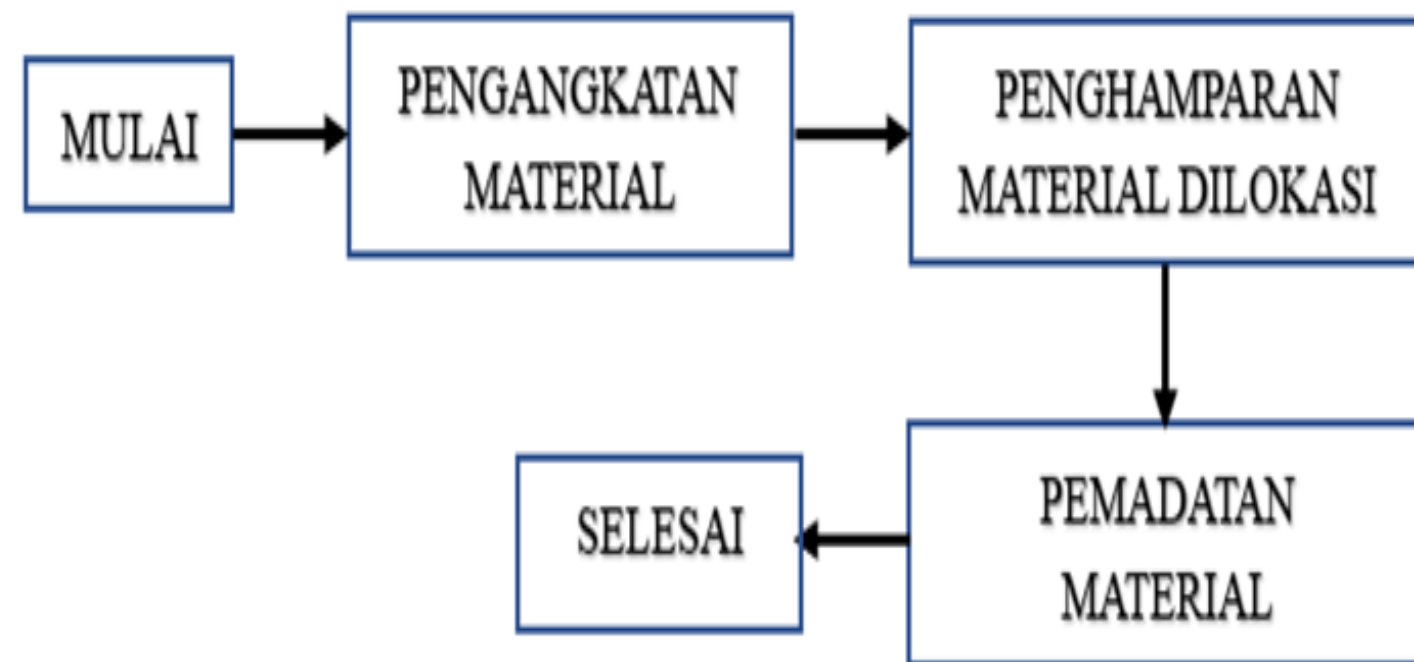 MULAI
PENGANGKATAN
MATERIAL
PENGHAMPARAN
MATERIAL DILOKASI
PEMADATAN
MATERIAL
SELESAI